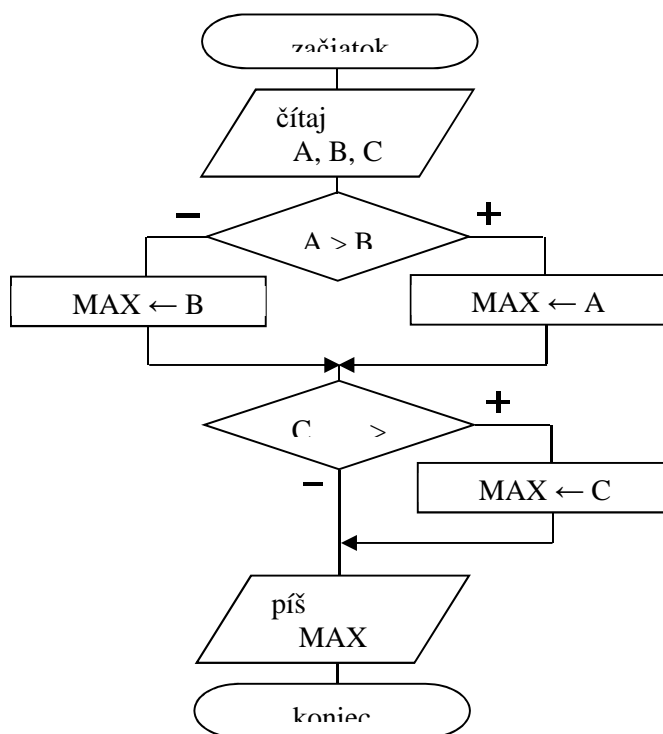 začiatok
čítaj
A, B, C
A > B
−
+
MAX ← B
MAX ← A
C >
+
−
MAX ← C
píš
MAX
koniec